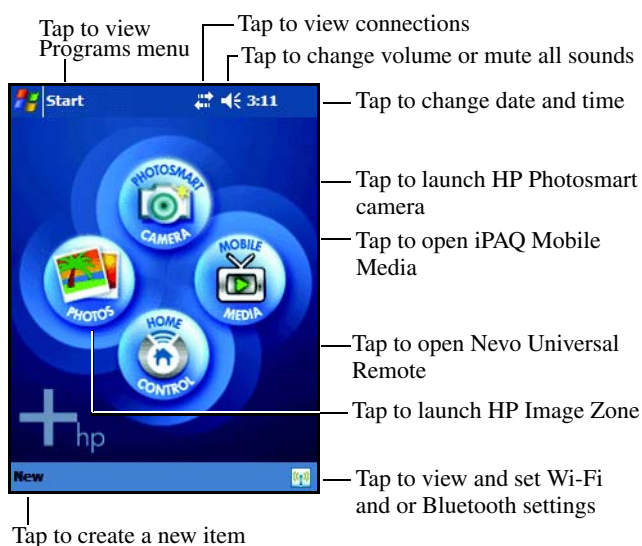 Tap to view
Programs menu
Tap to view connections
Tap to change volume or mute all sounds
Start
3:11
Tap to change date and time
PHOTOSMART
CAMERA
Tap to launch HP Photosmart
camera
MOBILE
MEDIA
Tap to open iPAQ Mobile
Media
PHOTOS
HOME
CONTROL
Tap to open Nevo Universal
Remote
Tap to launch HP Image Zone
hp
New
Tap to view and set Wi-Fi
and or Bluetooth settings
Tap to create a new item